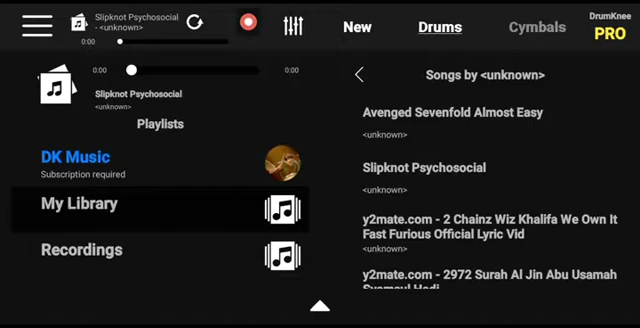 Slipknot Psychosocial
- <unknown>
0:00
New
Drums
Cymbals
DrumKnee
PRO
0:00
0:00
Slipknot Psychosocial
<unknown>
Playlists
DK Music
Subscription required
My Library
Recordings
Songs by <unknown>
Avenged Sevenfold Almost Easy
<unknown>
Slipknot Psychosocial
<unknown>
y2mate.com - 2 Chainz Wiz Khalifa We Own It
Fast Furious Official Lyric Vid
<unknown>
y2mate.com - 2972 Surah Al Jin Abu Usamah
Syamsul Hadi